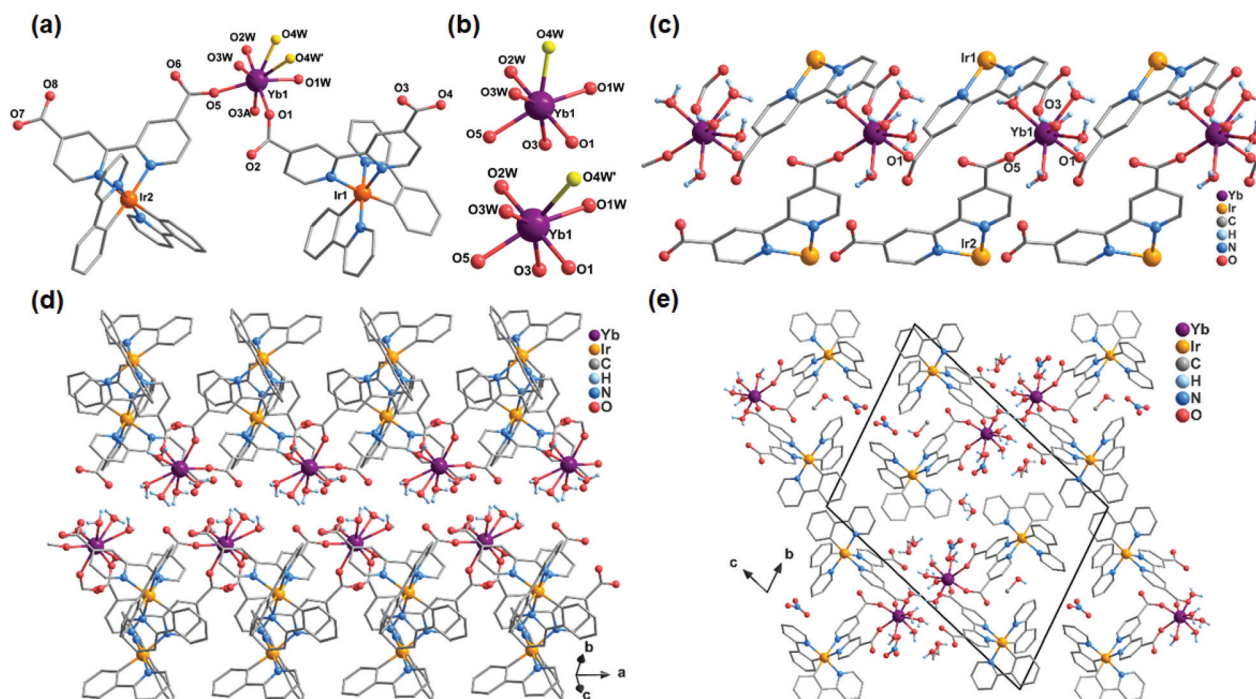 (a)
O2W
O4W
O3W
O4W'
O6
O1W
O8
O5
Yb1
O7
O3A
O1
O3
O4
O2
Ir2
Ir1
(b)
O4W
O2W
O3W
O1W
Yb1
O5
O3
O1
O2W
O4W'
O3W
O1W
Yb1
O5
O3
O1
(c)
Ir1
O3
Yb1
O1
O5
Ir2
Yb
Ir
C
H
N
O
(d)
Yb
Ir
C
H
N
O
b
a
c
(e)
Yb
Ir
C
H
N
O
c
b